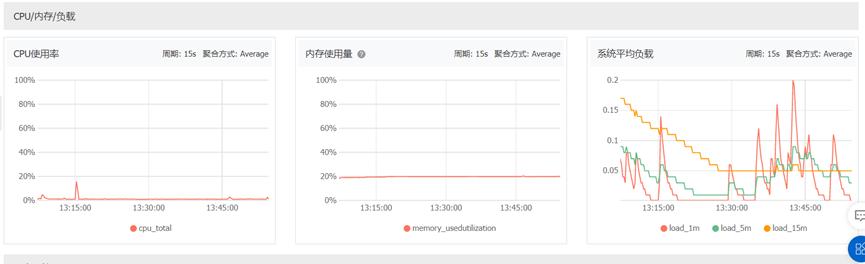 CPU/内存/负载
CPU使用率 周期: 15s 聚合方式: Average
100%
80%
60%
40%
20%
0%
13:15:00 13:30:00 13:45:00
cpu_total
内存使用量 周期: 15s 聚合方式: Average
100%
80%
60%
40%
20%
0%
13:15:00 13:30:00 13:45:00
memory_usedutilization
系统平均负载 周期: 15s 聚合方式: Average
0.2
0.15
0.1
0.05
13:15:00 13:30:00 13:45:00
load_1m load_5m load_15m